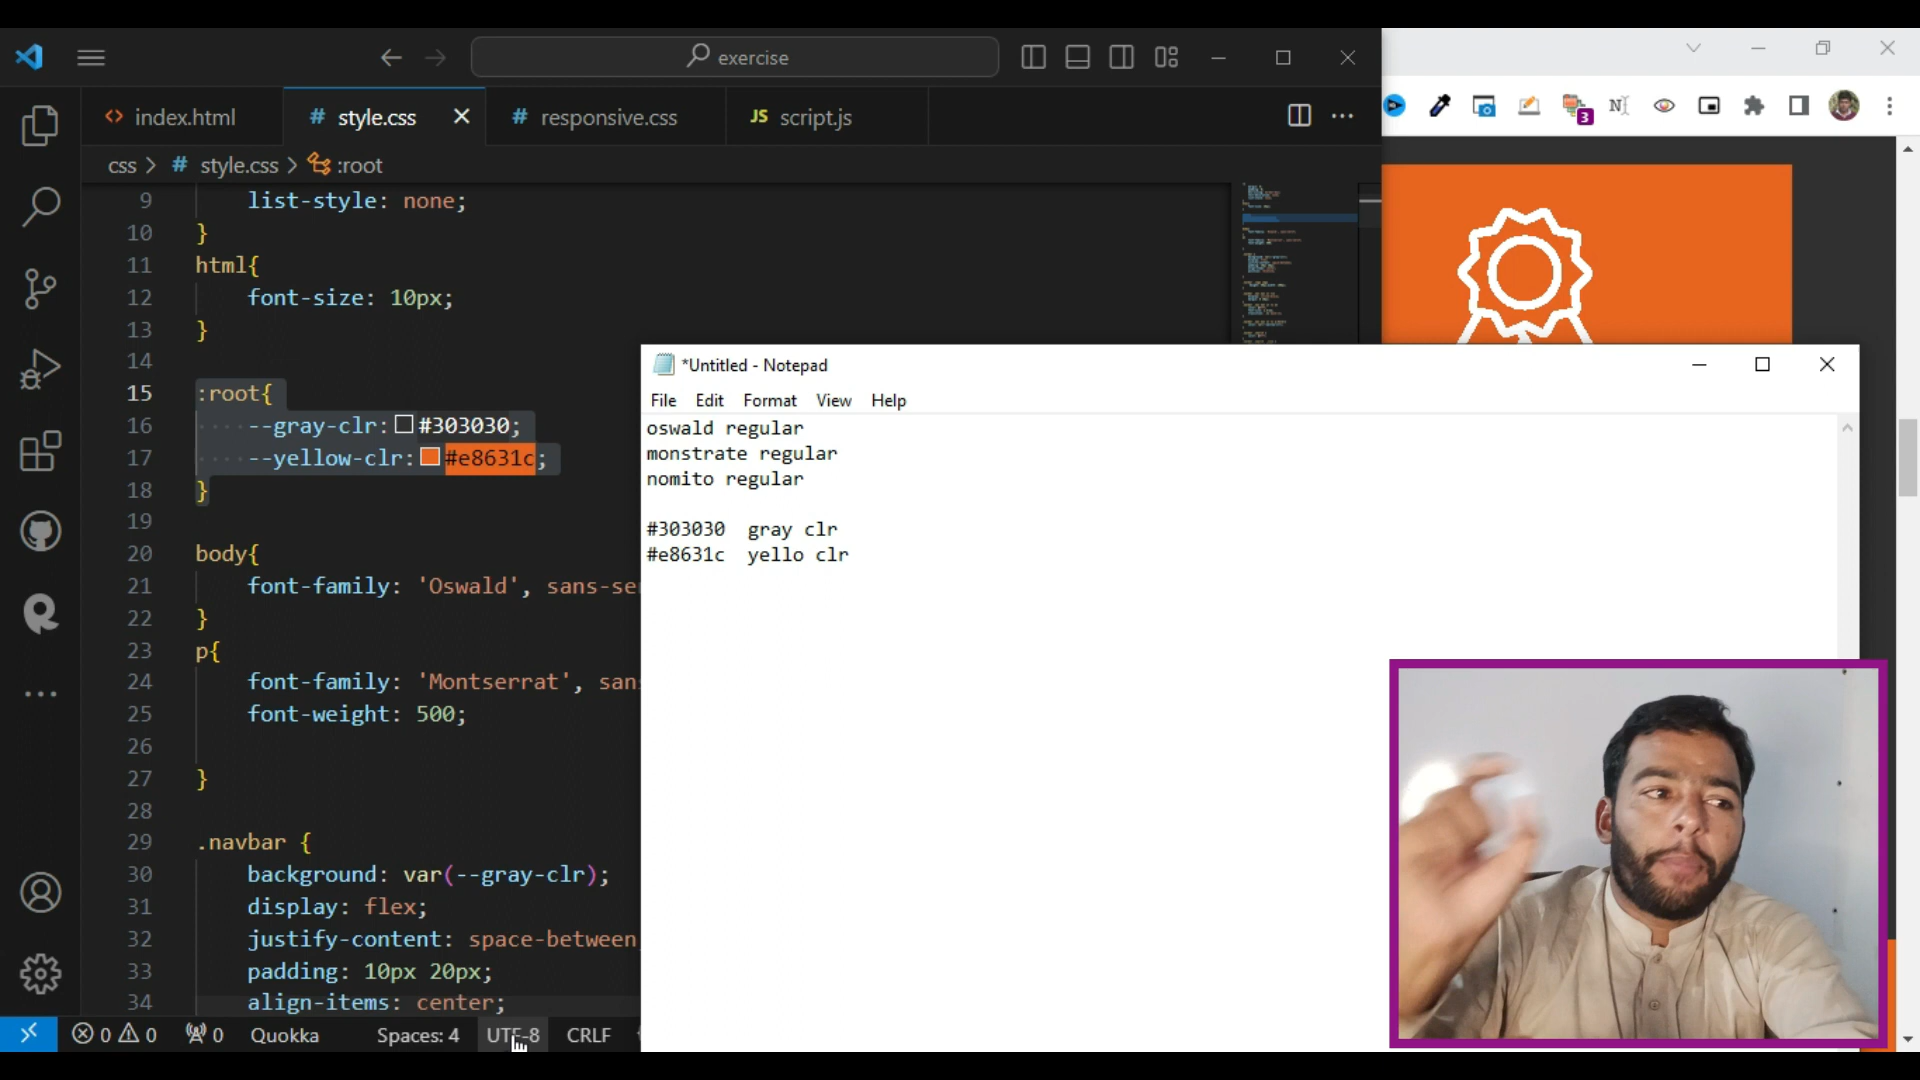 exercise
index.html
# style.css
# responsive.css
JS script.js
N
3
css > # style.css > :root
9 list-style: none;
10 }
11 html{
12 font-size: 10px;
13 }
14
15 :root{
16 --gray-clr: #303030;
17 --yellow-clr: #e8631c;
18 }
19
20 body{
21 font-family: 'Oswald', sans-se
22 }
23 p{
24 font-family: 'Montserrat', san
25 font-weight: 500;
26
27 }
28
29 .navbar {
30 background: var(--gray-clr);
31 display: flex;
32 justify-content: space-between
33 padding: 10px 20px;
34 align-items: center;
0 0 0 Quokka Spaces: 4 UTF-8 CRLF
*Untitled - Notepad
File Edit Format View Help
oswald regular
monstrate regular
nomito regular
#303030 gray clr
#e8631c yello clr